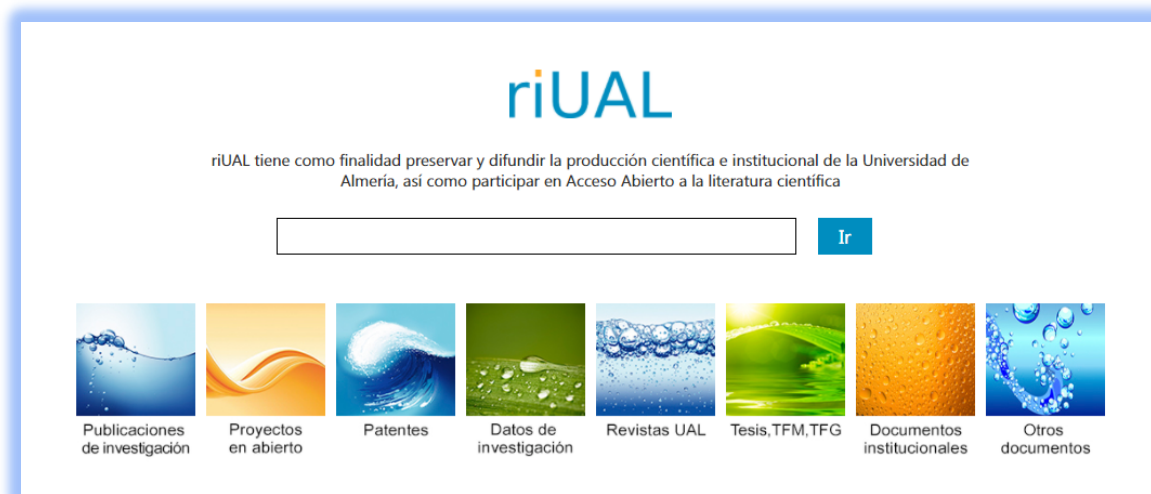 riUAL
riUAL tiene como finalidad preservar y difundir la producción científica e institucional de la Universidad de
Almería, así como participar en Acceso Abierto a la literatura científica
Ir
Publicaciones
de investigación
Proyectos
en abierto
Patentes
Datos de
investigación
Revistas UAL
Tesis,TFM,TFG
Documentos
institucionales
Otros
documentos